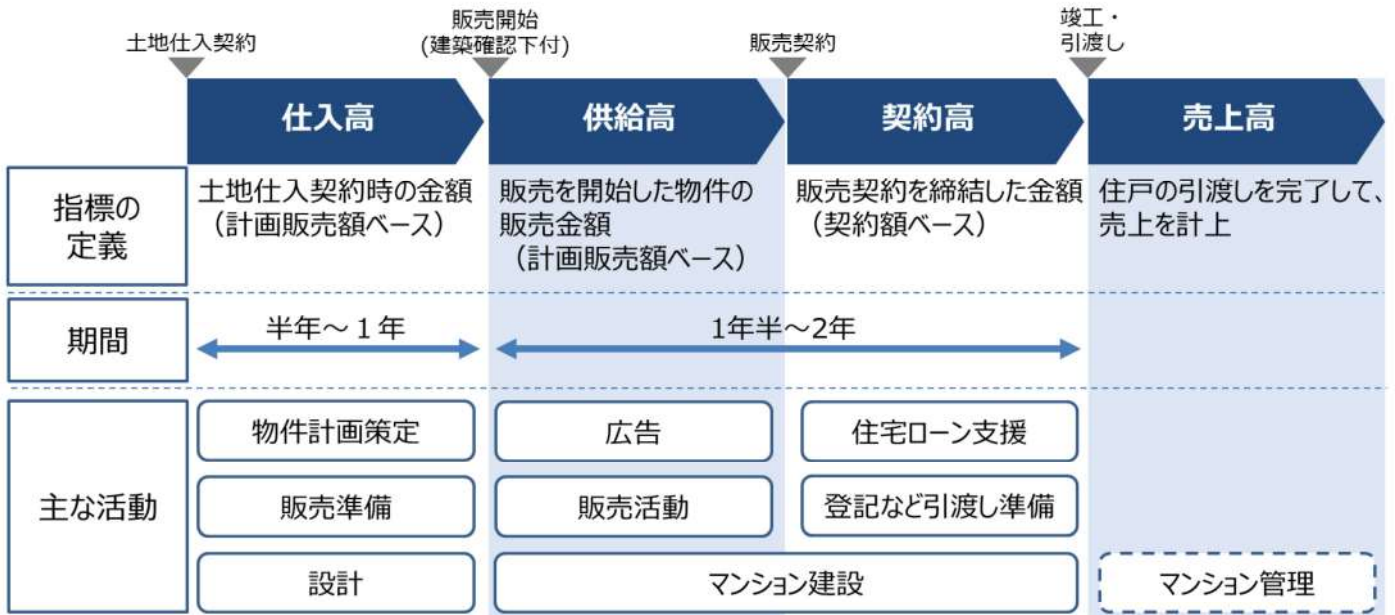 土地仕入契約
販売開始
(建築確認下付)
販売契約
竣工・
引渡し
仕入高
供給高
契約高
売上高
指標の
定義
土地仕入契約時の金額
（計画販売額ベース）
販売を開始した物件の
販売金額
（計画販売額ベース）
販売契約を締結した金額
（契約額ベース）
住戸の引渡しを完了して、
売上を計上
期間
半年～１年
1年半～2年
主な活動
物件計画策定
広告
住宅ローン支援
販売準備
販売活動
登記など引渡し準備
設計
マンション建設
マンション管理